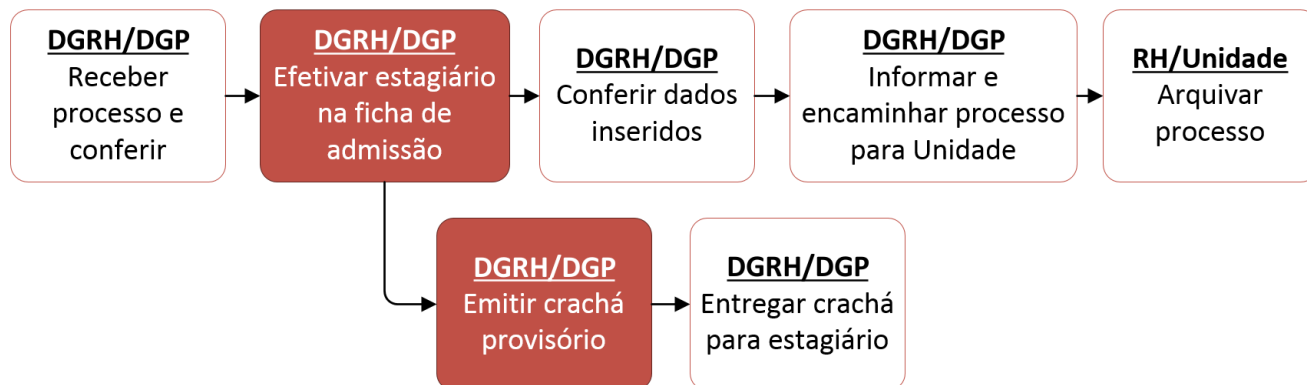 DGRH/DGP
Receber
processo e
conferir
DGRH/DGP
Efetivar estagiário
na ficha de
admissão
DGRH/DGP
Conferir dados
inseridos
DGRH/DGP
Informar e
encaminhar processo
para Unidade
RH/Unidade
Arquivar
processo
DGRH/DGP
Emitir crachá
provisório
DGRH/DGP
Entregar crachá
para estagiário